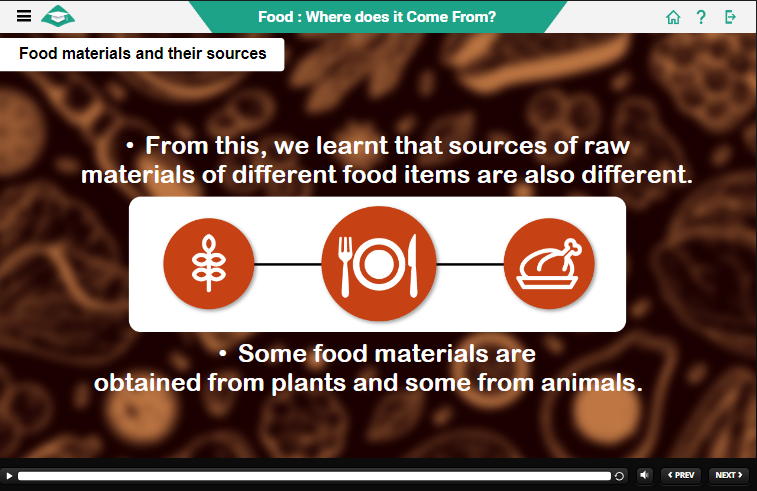 Food : Where does it Come From?
Food materials and their sources
• From this, we learnt that sources of raw
materials of different food items are also different.
• Some food materials are
obtained from plants and some from animals.
PREV
NEXT